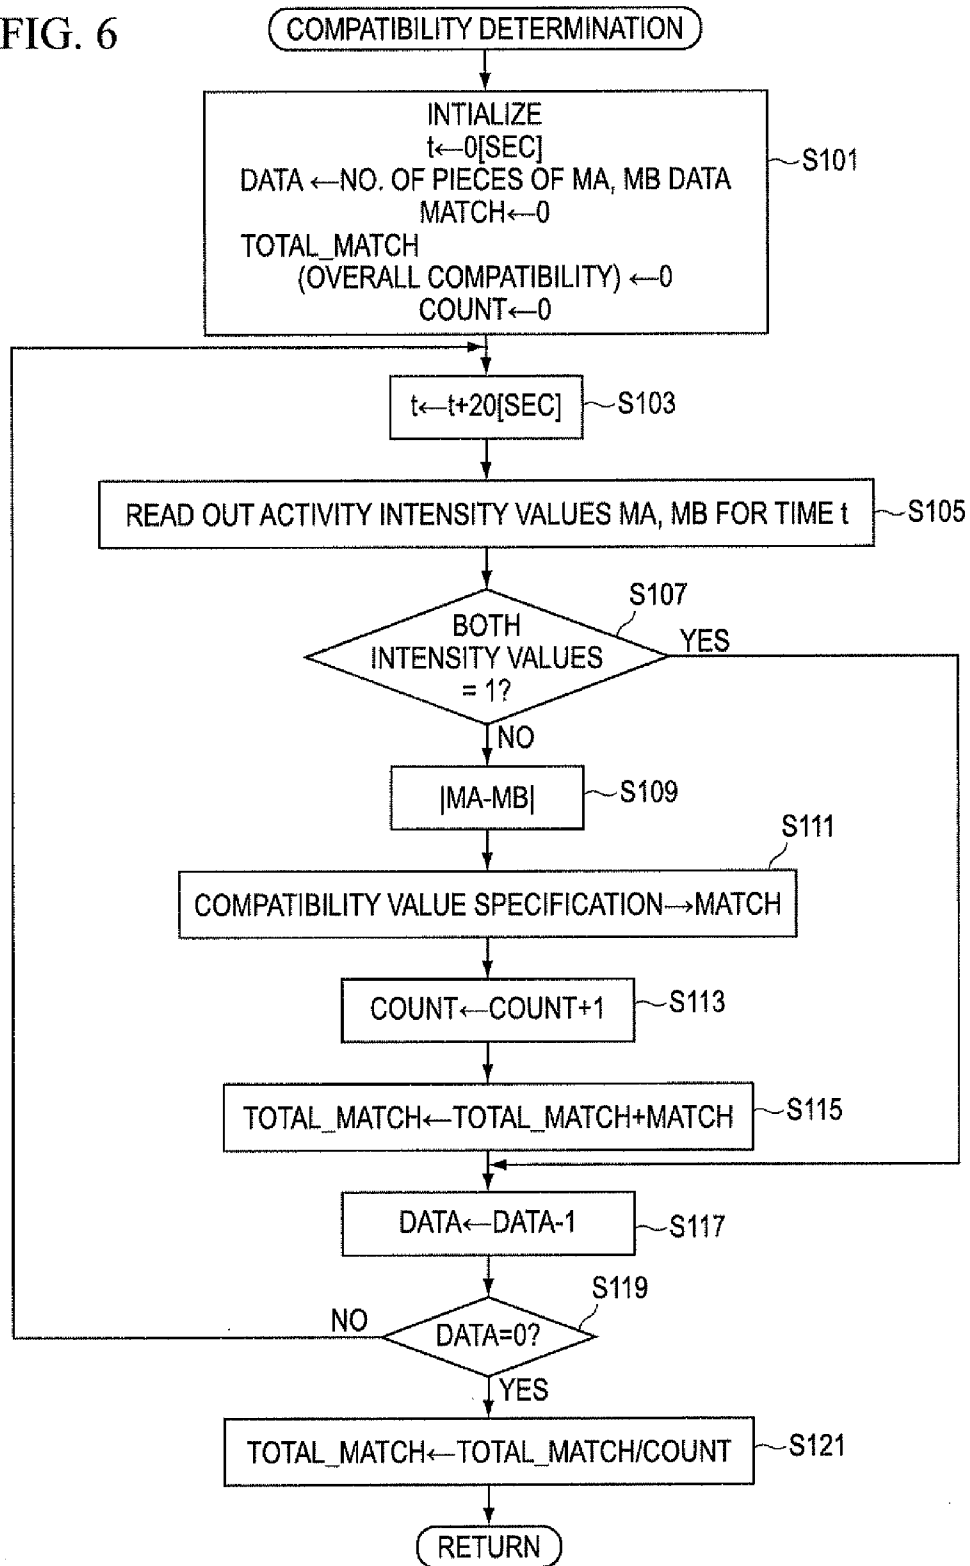 FIG. 6
COMPATIBILITY DETERMINATION
INTIALIZE
t←0[SEC]
DATA ←NO. OF PIECES OF MA, MB DATA
MATCH←0
TOTAL_MATCH
(OVERALL COMPATIBILITY) ←0
COUNT←0
S101
t←t+20[SEC]
S103
READ OUT ACTIVITY INTENSITY VALUES MA, MB FOR TIME t
S105
S107
BOTH
INTENSITY VALUES
= 1?
YES
NO
|MA-MB|
S109
S111
COMPATIBILITY VALUE SPECIFICATION→MATCH
COUNT←COUNT+1
S113
TOTAL_MATCH←TOTAL_MATCH+MATCH
S115
DATA←DATA-1
S117
S119
NO
DATA=0?
YES
TOTAL_MATCH←TOTAL_MATCH/COUNT
S121
RETURN